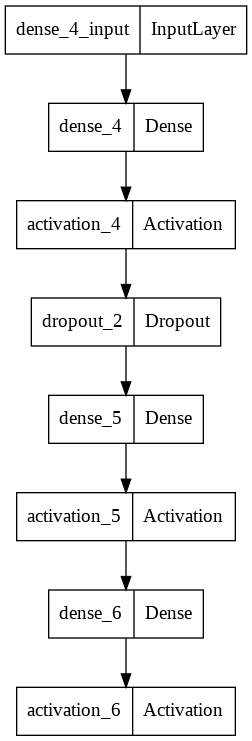 dense_4_input InputLayer
dense_4 Dense
activation_4 Activation
dropout_2 Dropout
dense_5 Dense
activation_5 Activation
dense_6 Dense
activation_6 Activation